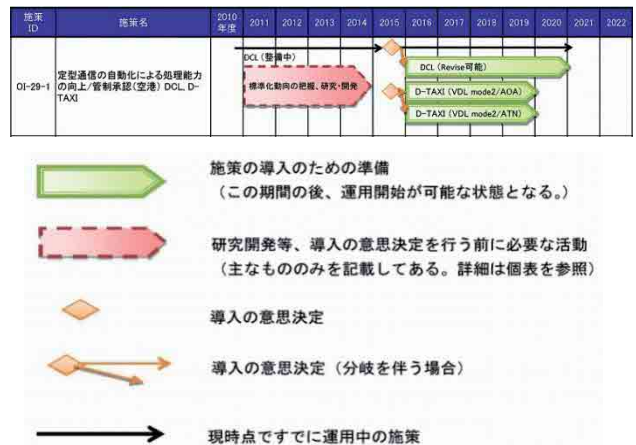 施策
ID
施策名
2010
年度
2011
2012
2013
2014
2015
2016
2017
2018
2019
2020
2021
2022
OI-29-1
定型通信の自動化による処理能力
の向上/管制承認(空港) DCL, D-
TAXI
DCL (整備中)
標準化動向の把握、研究・開発
DCL (Revise可能)
D-TAXI (VDL mode2/AOA)
D-TAXI (VDL mode2/ATN)
施策の導入のための準備
(この期間の後、運用開始が可能な状態となる。)
研究開発等、導入の意思決定を行う前に必要な活動
(主なもののみを記載してある。詳細は個表を参照)
導入の意思決定
導入の意思決定 (分岐を伴う場合)
現時点ですでに運用中の施策